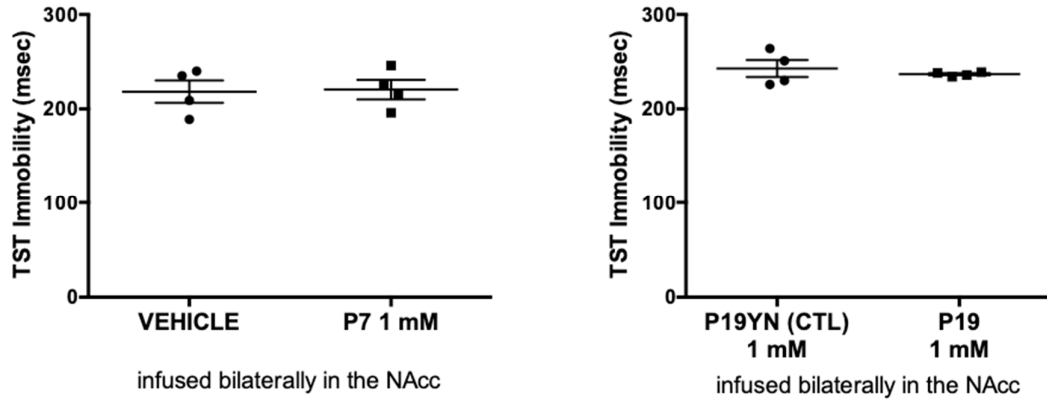 TST Immobility (msec)
300
200
100
0
VEHICLE
P7 1 mM
infused bilaterally in the NAcc
TST Immobility (msec)
300
200
100
0
P19YN (CTL)
1 mM
P19
1 mM
infused bilaterally in the NAcc